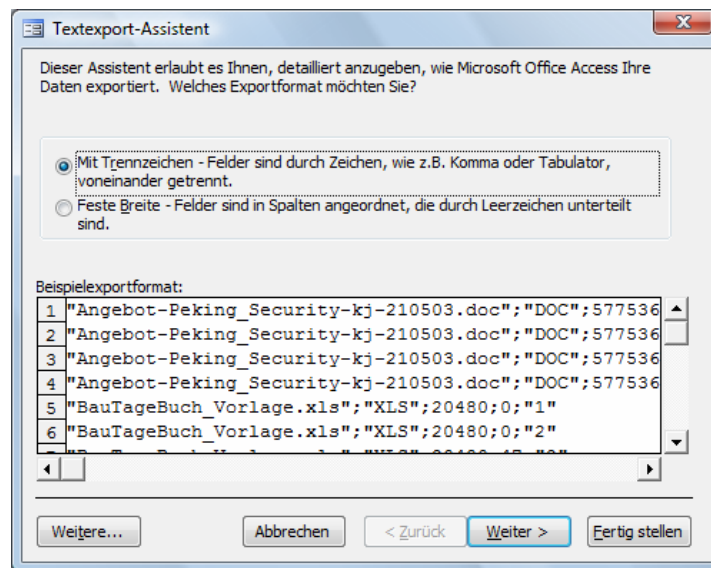 Textexport-Assistent
Dieser Assistent erlaubt es Ihnen, detailliert anzugeben, wie Microsoft Office Access Ihre
Daten exportiert. Welches Exportformat möchten Sie?
Mit Trennzeichen - Felder sind durch Zeichen, wie z.B. Komma oder Tabulator,
voneinander getrennt.
Feste Breite - Felder sind in Spalten angeordnet, die durch Leerzeichen unterteilt
sind.
Beispielexportformat:
1 "Angebot-Peking_Security-kj-210503.doc";"DOC";577536
2 "Angebot-Peking_Security-kj-210503.doc";"DOC";577536
3 "Angebot-Peking_Security-kj-210503.doc";"DOC";577536
4 "Angebot-Peking_Security-kj-210503.doc";"DOC";577536
5 "BauTageBuch_Vorlage.xls";"XLS";20480;0;"1"
6 "BauTageBuch_Vorlage.xls";"XLS";20480;0;"2"
Weitere... Abbrechen < Zurück Weiter > Fertig stellen